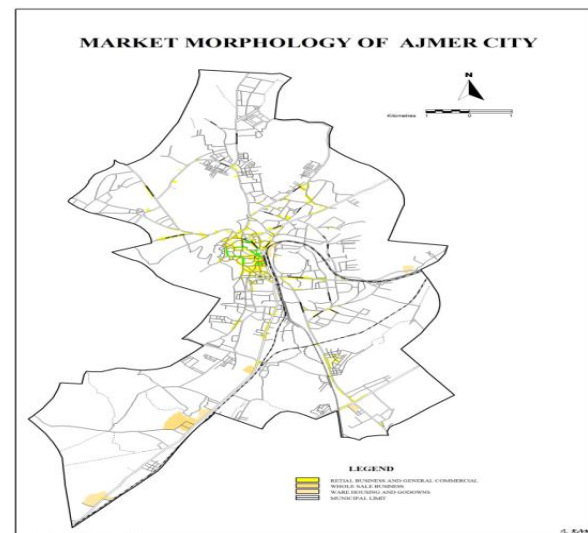 MARKET MORPHOLOGY OF AJMER CITY
N
Kilometres 1 0 1
LEGEND
RETIAL BUSINESS AND GENERAL COMMERCIAL
WHOLE SALE BUSINESS
WARE HOUSING AND GODOWNS
MUNICIPAL LIMIT